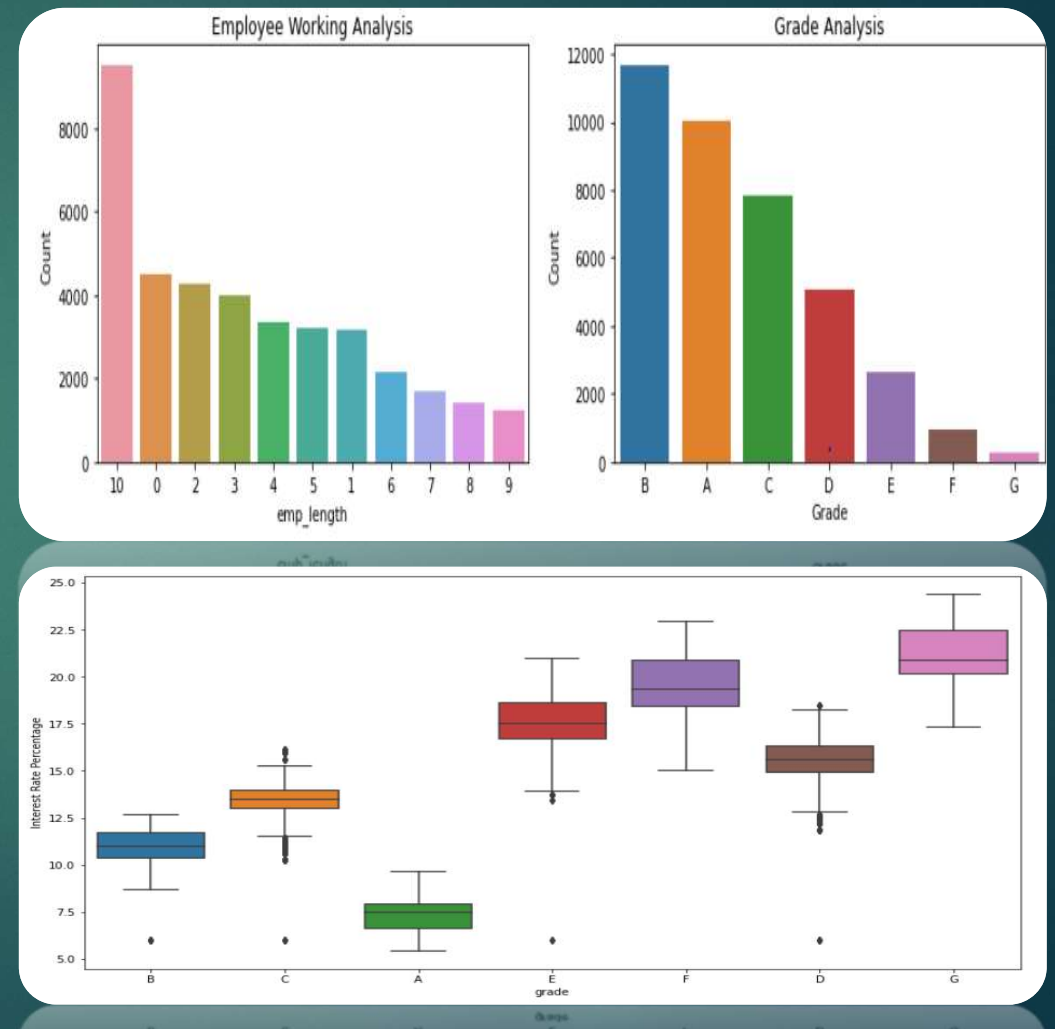 Employee Working Analysis
Count
8000
6000
4000
2000
0
10 0 2 3 4 5 1 6 7 8 9
emp_length
Grade Analysis
Count
12000
10000
8000
6000
4000
2000
0
B A C D E F G
Grade
Interest Rate Percentage
25.0
22.5
20.0
17.5
15.0
12.5
10.0
7.5
5.0
B C A E F D G
grade